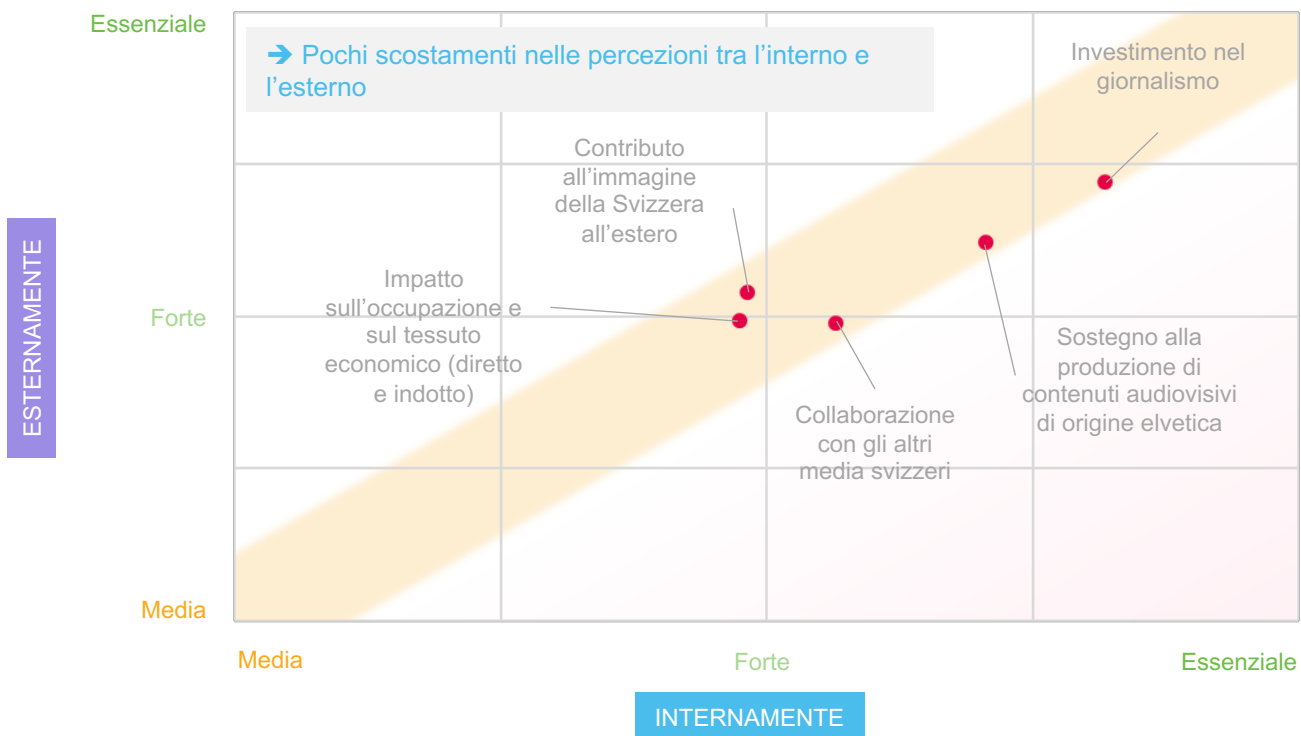 Essenziale
➔ Pochi scostamenti nelle percezioni tra l’interno e
l’esterno
Investimento nel
giornalismo
Contributo
all’immagine
della Svizzera
all’estero
Impatto
sull’occupazione e
sul tessuto
economico (diretto
e indotto)
ESTERNAMENTE
Forte
Sostegno alla
produzione di
contenuti audiovisivi
di origine elvetica
Collaborazione
con gli altri
media svizzeri
Media
Media
Forte
Essenziale
INTERNAMENTE